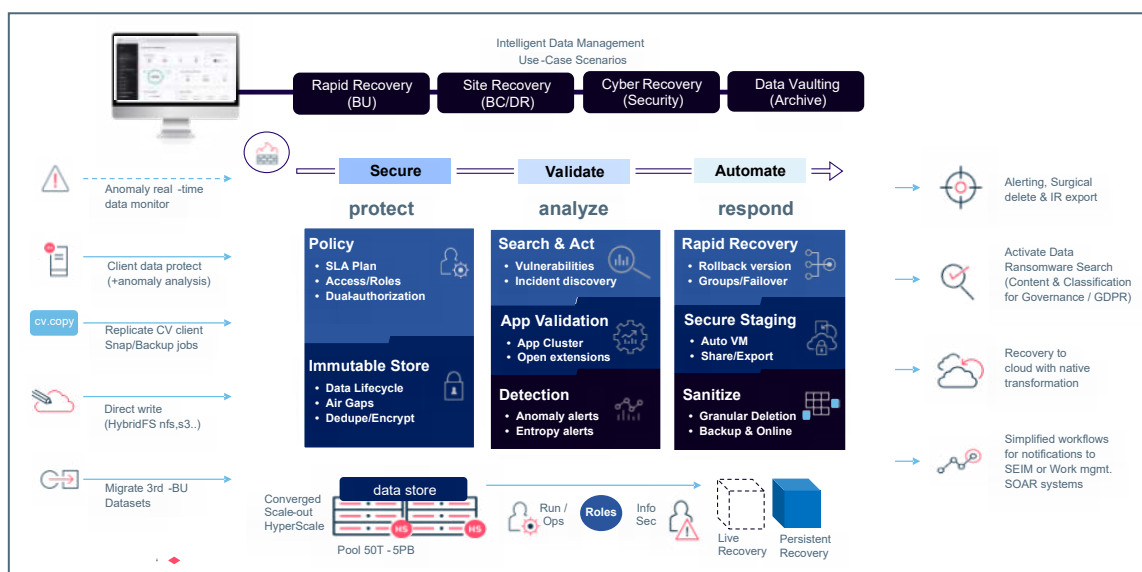 Intelligent Data Management
Use-Case Scenarios
Rapid Recovery
(BU)
Site Recovery
(BC/DR)
Cyber Recovery
(Security)
Data Vaulting
(Archive)
Secure
Validate
Automate
protect
analyze
respond
Anomaly real -time
data monitor
Client data protect
(+anomaly analysis)
cv.copy
Replicate CV client
Snap/Backup jobs
Direct write
(HybridFS nfs,s3..)
Migrate 3rd -BU
Datasets
Policy
• SLA Plan
• Access/Roles
• Dual-authorization
Immutable Store
• Data Lifecycle
• Air Gaps
• Dedupe/Encrypt
Search & Act
• Vulnerabilities
• Incident discovery
App Validation
• App Cluster
• Open extensions
Detection
• Anomaly alerts
• Entropy alerts
Rapid Recovery
• Rollback version
• Groups/Failover
Secure Staging
• Auto VM
• Share/Export
Sanitize
• Granular Deletion
• Backup & Online
Alerting, Surgical
delete & IR export
Activate Data
Ransomware Search
(Content & Classification
for Governance / GDPR)
Recovery to
cloud with native
transformation
Simplified workflows
for notifications to
SEIM or Work mgmt.
SOAR systems
Converged
Scale-out
HyperScale
data store
HS
HS
Pool 50T - 5PB
Run /
Ops
Roles
Info
Sec
Live
Recovery
Persistent
Recovery